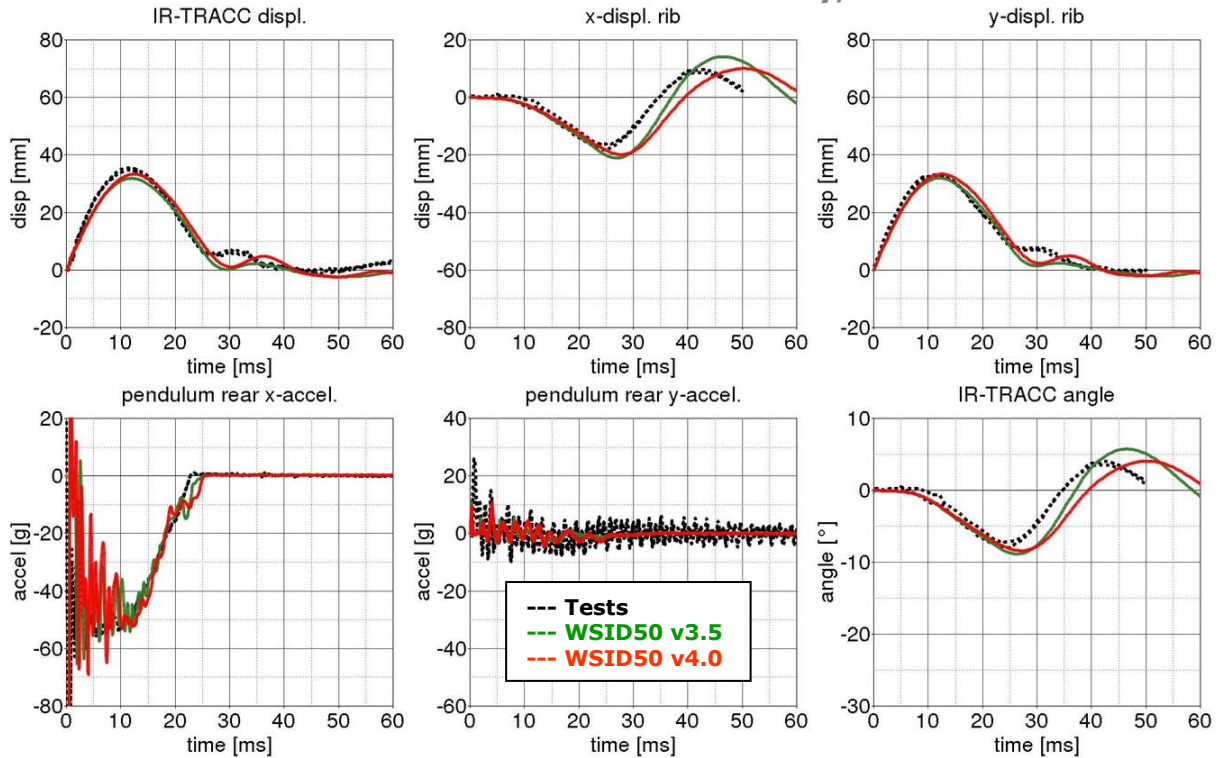 IR-TRACC displ.
x-displ. rib
y-displ. rib
80
60
40
20
0
-20
disp [mm]
0 10 20 30 40 50 60
time [ms]
20
0
-20
-40
-60
-80
disp [mm]
0 10 20 30 40 50 60
time [ms]
80
60
40
20
0
-20
disp [mm]
0 10 20 30 40 50 60
time [ms]
pendulum rear x-accel.
pendulum rear y-accel.
IR-TRACC angle
20
0
-20
-40
-60
-80
accel [g]
0 10 20 30 40 50 60
time [ms]
40
20
0
-20
-40
-60
accel [g]
0 10 20 30 40 50 60
time [ms]
Tests
WSID50 v3.5
WSID50 v4.0
10
0
-10
-20
-30
angle [°]
0 10 20 30 40 50 60
time [ms]